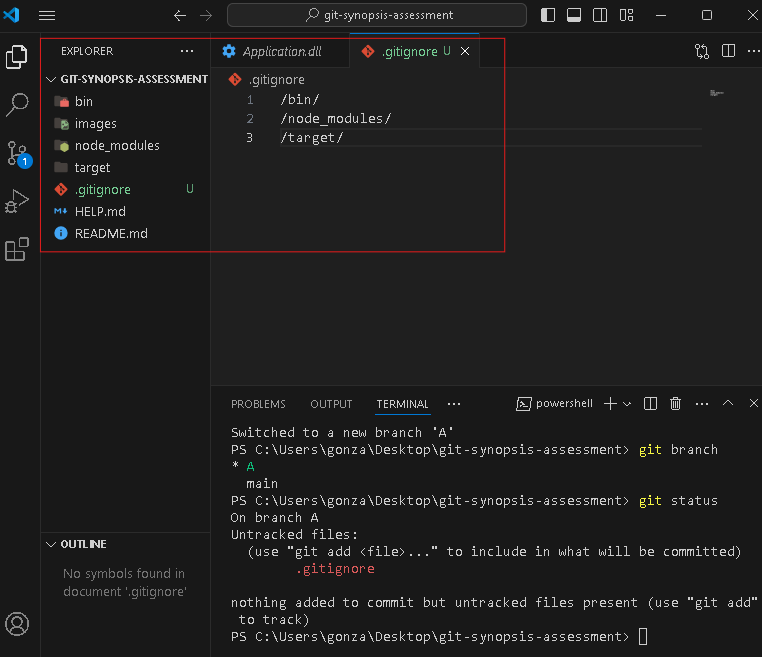 git-synopsis-assessment
EXPLORER
GIT-SYNOPSIS-ASSESSMENT
bin
images
node_modules
target
.gitignore U
HELP.md
README.md
Application.dll
.gitignore U
.gitignore
1 /bin/
2 /node_modules/
3 /target/
1
OUTLINE
No symbols found in
document '.gitignore'
PROBLEMS OUTPUT TERMINAL
powershell
Switched to a new branch 'A'
PS C:\Users\gonza\Desktop\git-synopsis-assessment> git branch
* A
main
PS C:\Users\gonza\Desktop\git-synopsis-assessment> git status
On branch A
Untracked files:
(use "git add <file>..." to include in what will be committed)
.gitignore
nothing added to commit but untracked files present (use "git add"
to track)
PS C:\Users\gonza\Desktop\git-synopsis-assessment>